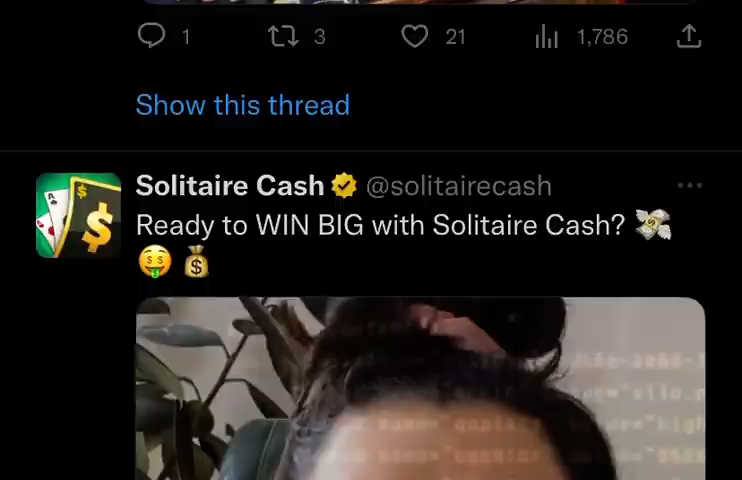 1 3 21 1,786
Show this thread
Solitaire Cash @solitairecash
Ready to WIN BIG with Solitaire Cash? 💸
🤑 💰